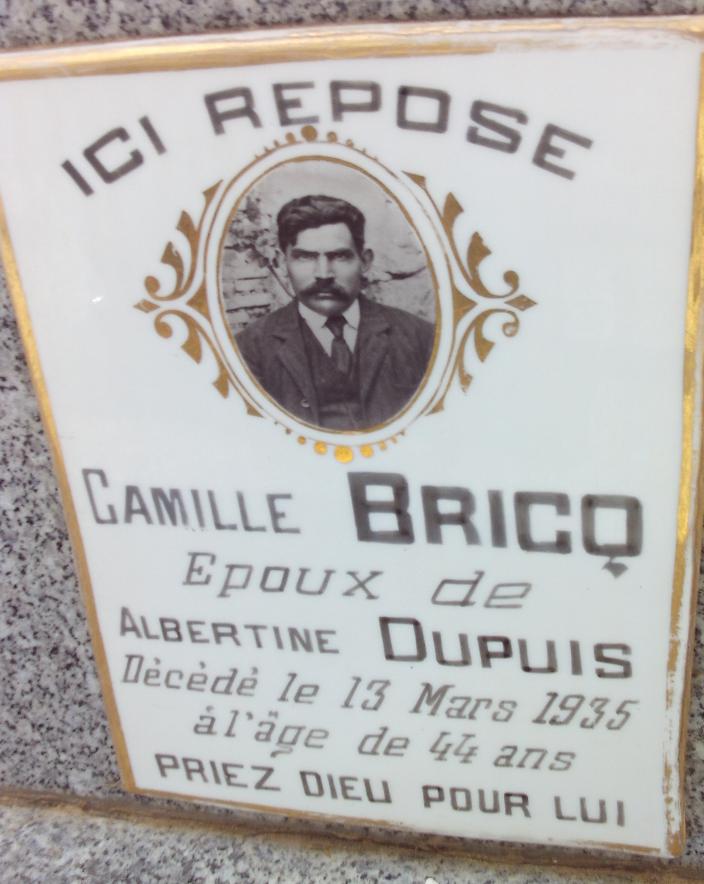 ICI REPOSE
CAMILLE BRICQ
Epoux de
ALBERTINE DUPUIS
Décédé le 13 Mars 1935
à l'âge de 44 ans
PRIEZ DIEU POUR LUI